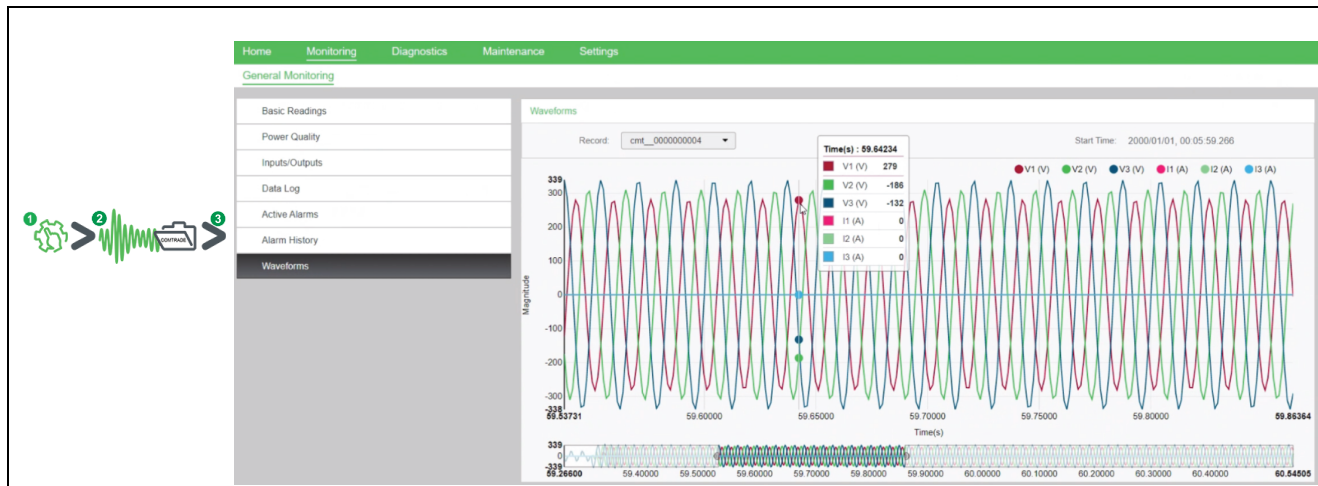 Home Monitoring Diagnostics Maintenance Settings
General Monitoring
Basic Readings
Power Quality
Inputs/Outputs
Data Log
Active Alarms
Alarm History
Waveforms
1 2 COMTRADE 3
Waveforms
Record: cmt__0000000004 Start Time: 2000/01/01, 00:05:59.266
Time(s) : 59.64234
V1 (V) 279
V2 (V) -186
V3 (V) -132
I1 (A) 0
I2 (A) 0
I3 (A) 0
V1 (V) V2 (V) V3 (V) I1 (A) I2 (A) I3 (A)
Magnitude
339
300
200
100
0
-100
-200
-300
-338
59.53731 59.60000 59.65000 59.70000 59.75000 59.80000 59.86364
Time(s)
339
0
-339
59.26600 59.40000 59.50000 59.60000 59.70000 59.80000 59.90000 60.00000 60.10000 60.20000 60.30000 60.40000 60.54505